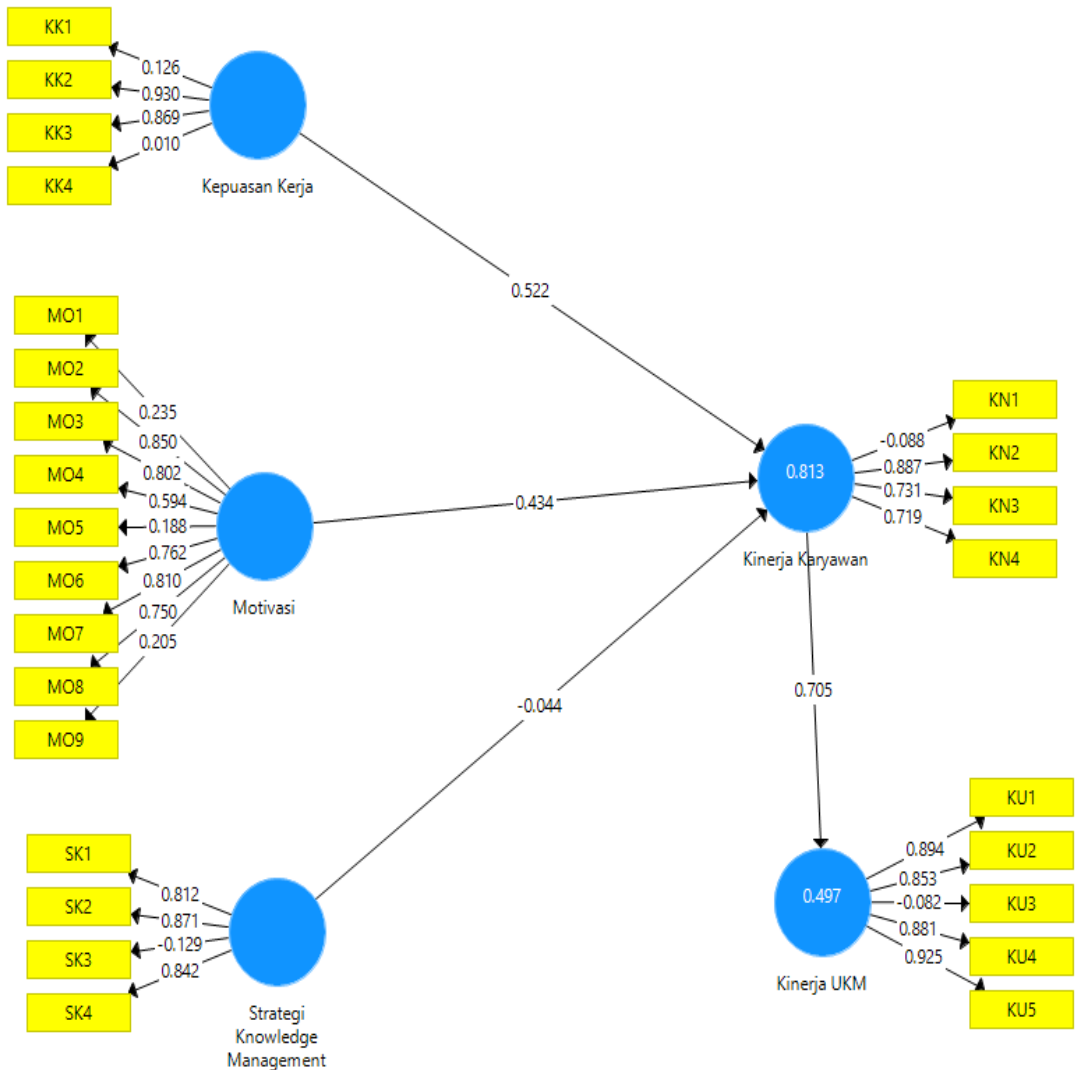 KK1
0.126
KK2
0.930
KK3
0.869
KK4
0.010
Kepuasan Kerja
0.522
MO1
MO2
MO3
MO4
MO5
MO6
MO7
MO8
MO9
0.235
0.850
0.802
0.594
0.188
0.762
0.810
0.750
0.205
Motivasi
0.434
0.813
Kinerja Karyawan
KN1
KN2
KN3
KN4
-0.088
0.887
0.731
0.719
-0.044
0.705
SK1
SK2
SK3
SK4
0.812
0.871
-0.129
0.842
Strategi
Knowledge
Management
0.497
Kinerja UKM
KU1
KU2
KU3
KU4
KU5
0.894
0.853
-0.082
0.881
0.925